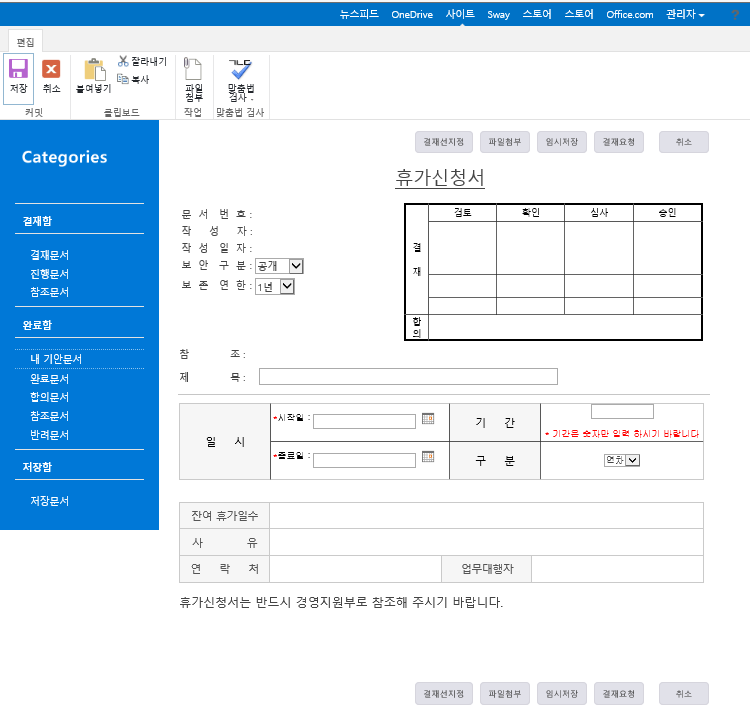 뉴스피드 OneDrive 사이트 Sway 스토어 스토어 Office.com 관리자 ?
편집
저장 취소 붙여넣기 잘라내기 복사 파일 첨부 맞춤법 검사
커밋 클립보드 작업 맞춤법 검사
Categories
결재함
결재문서
진행문서
참조문서
완료함
내 기안문서
완료문서
합의문서
참조문서
반려문서
저장함
저장문서
결재선지정 파일첨부 임시저장 결재요청 취소
휴가신청서
문 서 번 호 :
작 성 자 :
작 성 일 자 :
보 안 구 분 : 공개
보 존 연 한 : 1년
결 재 검토 확인 심사 승인
합 의
참 조 :
제 목 :
일 시 *시작일 : 기 간 * 기간은 숫자만 입력 하시기 바랍니다
*종료일 : 구 분 연차
잔여 휴가일수
사 유
연 락 처 업무대행자
휴가신청서는 반드시 경영지원부로 참조해 주시기 바랍니다.
결재선지정 파일첨부 임시저장 결재요청 취소